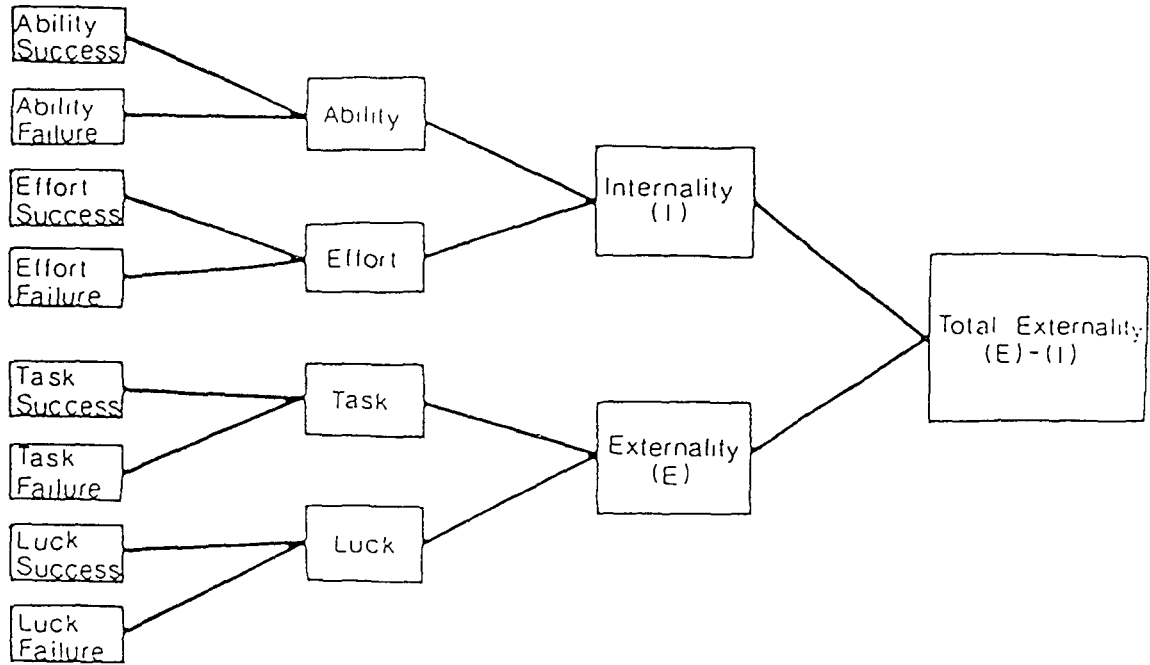 Ability
Success
Ability
Failure
Effort
Success
Effort
Failure
Task
Success
Task
Failure
Luck
Success
Luck
Failure
Ability
Effort
Task
Luck
Internality
(I)
Externality
(E)
Total Externality
(E)-(I)